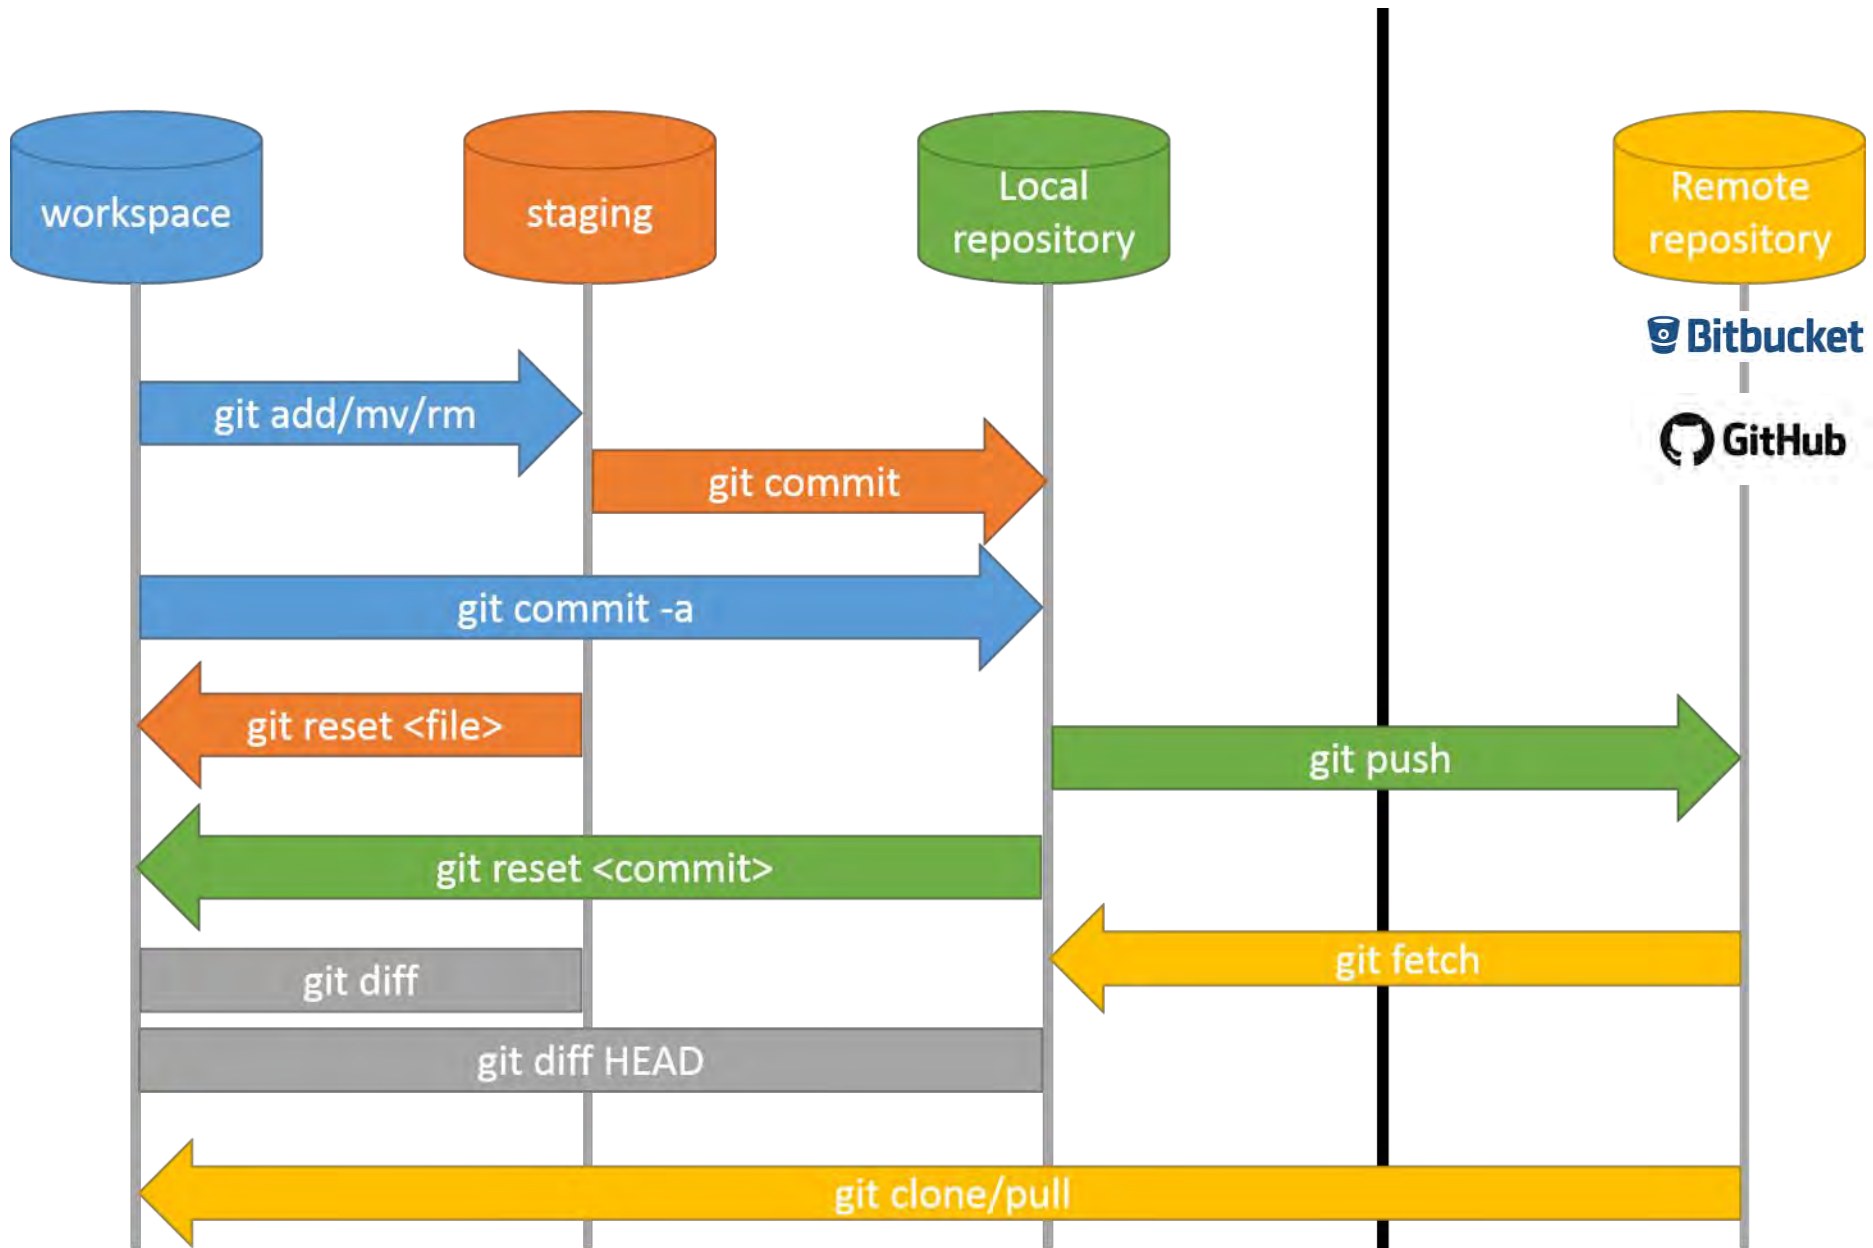 workspace
staging
Local
repository
Remote
repository
Bitbucket
GitHub
git add/mv/rm
git commit
git commit -a
git reset <file>
git push
git reset <commit>
git fetch
git diff
git diff HEAD
git clone/pull